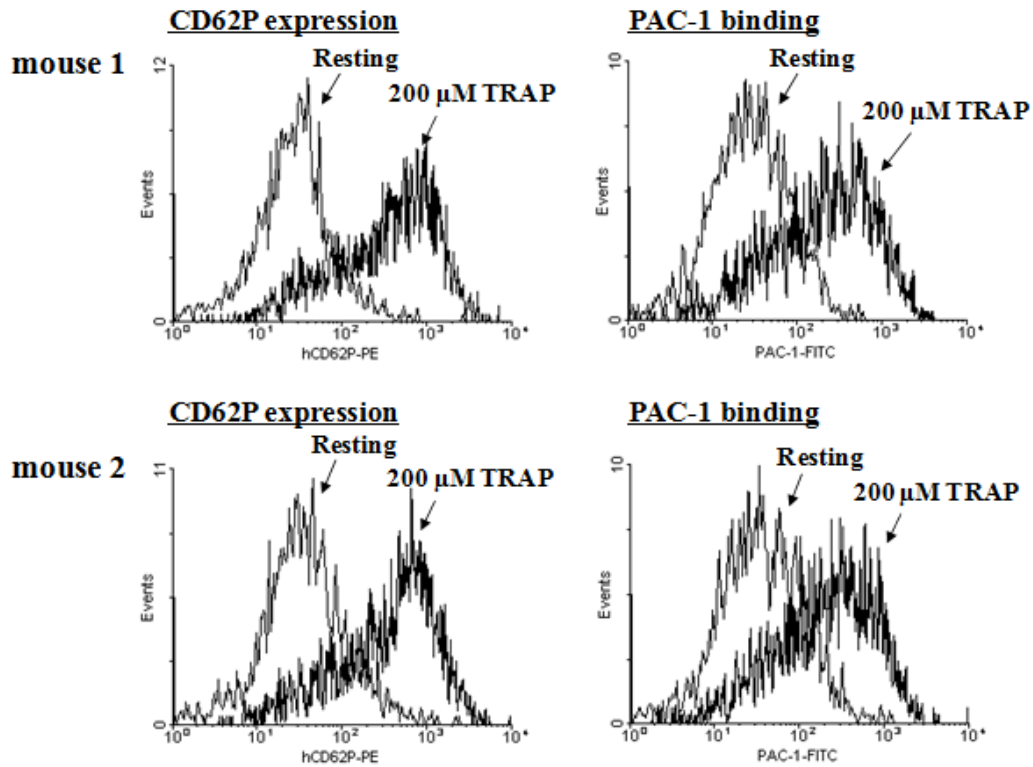 CD62P expression
PAC-1 binding
mouse 1
12
Resting
200 µM TRAP
Events
0
10⁰ 10¹ 10² 10³ 10⁴
hCD62P-PE
10
Resting
200 µM TRAP
Events
0
10⁰ 10¹ 10² 10³ 10⁴
PAC-1-FITC
CD62P expression
PAC-1 binding
mouse 2
11
Resting
200 µM TRAP
Events
0
10⁰ 10¹ 10² 10³ 10⁴
hCD62P-PE
10
Resting
200 µM TRAP
Events
0
10⁰ 10¹ 10² 10³ 10⁴
PAC-1-FITC